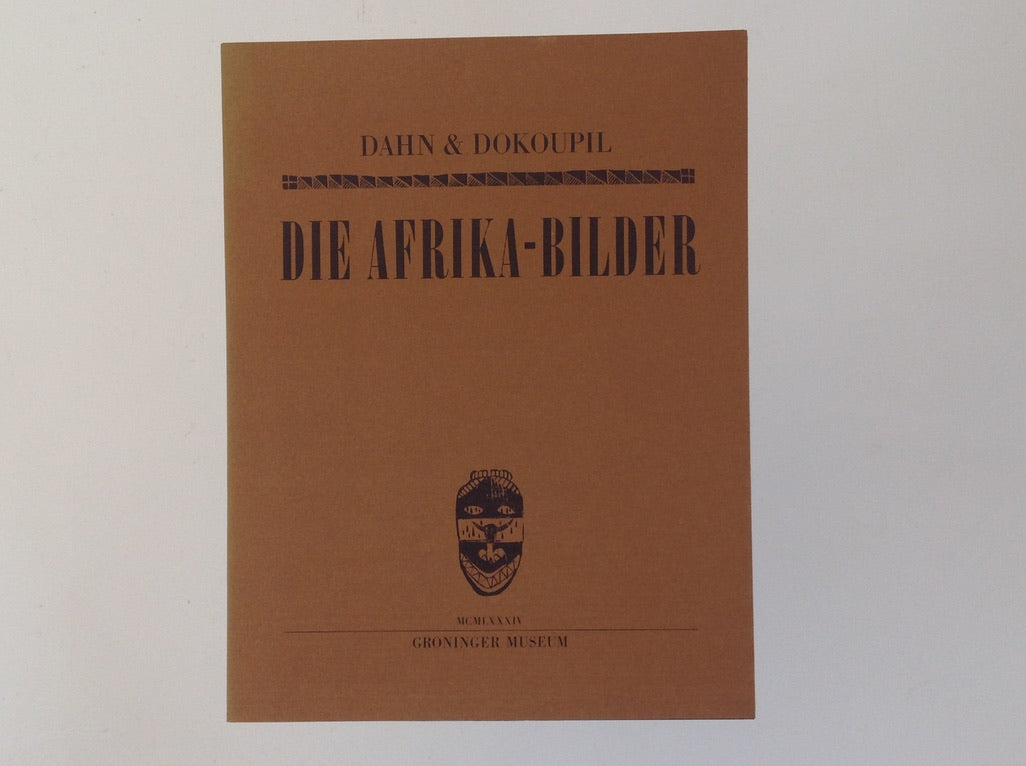 DAHN & DOKOUPIL
DIE AFRIKA-BILDER
MCMLXXXIV
GRONINGER MUSEUM